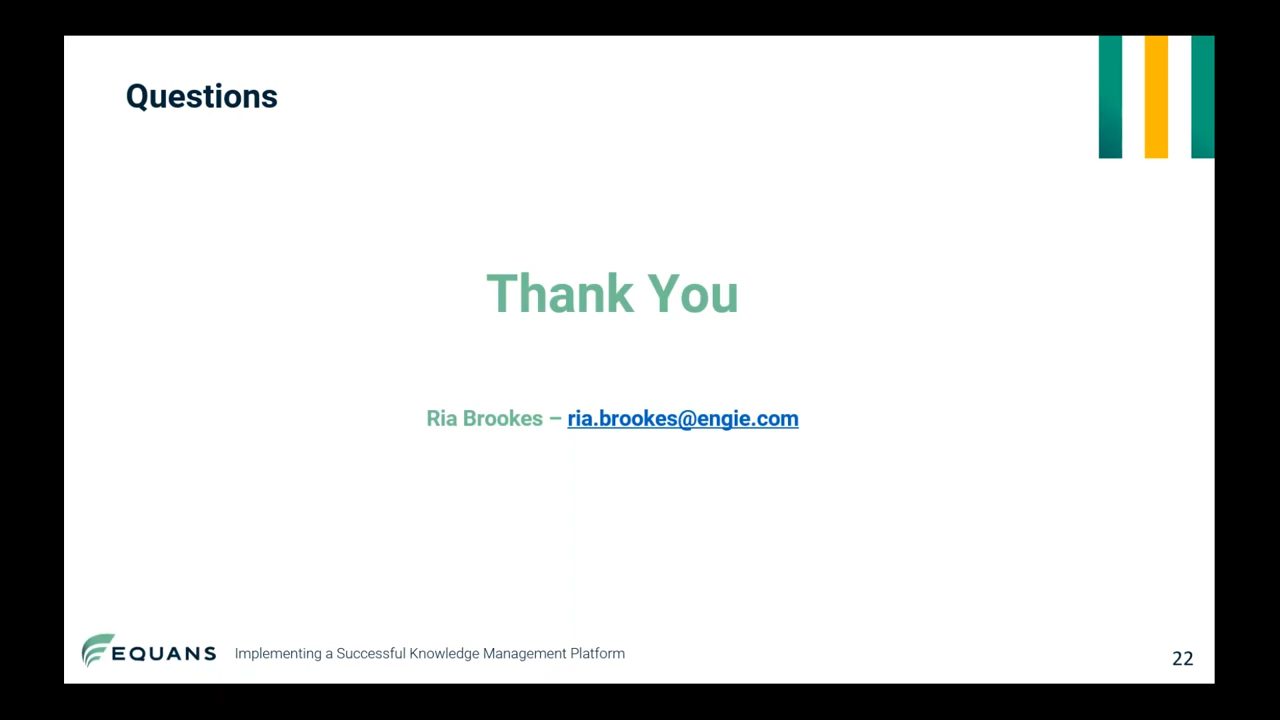 Questions
Thank You
Ria Brookes – ria.brookes@engie.com
EQUANS Implementing a Successful Knowledge Management Platform
22